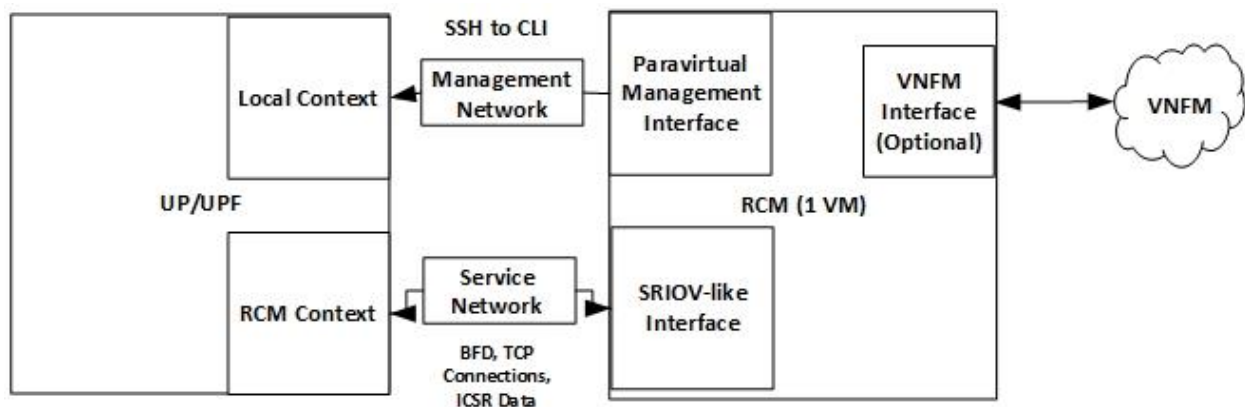 SSH to CLI
Local Context
Management
Network
Paravirtual
Management
Interface
VNFM
Interface
(Optional)
VNFM
UP/UPF
RCM (1 VM)
RCM Context
Service
Network
SRIOV-like
Interface
BFD, TCP
Connections,
ICSR Data